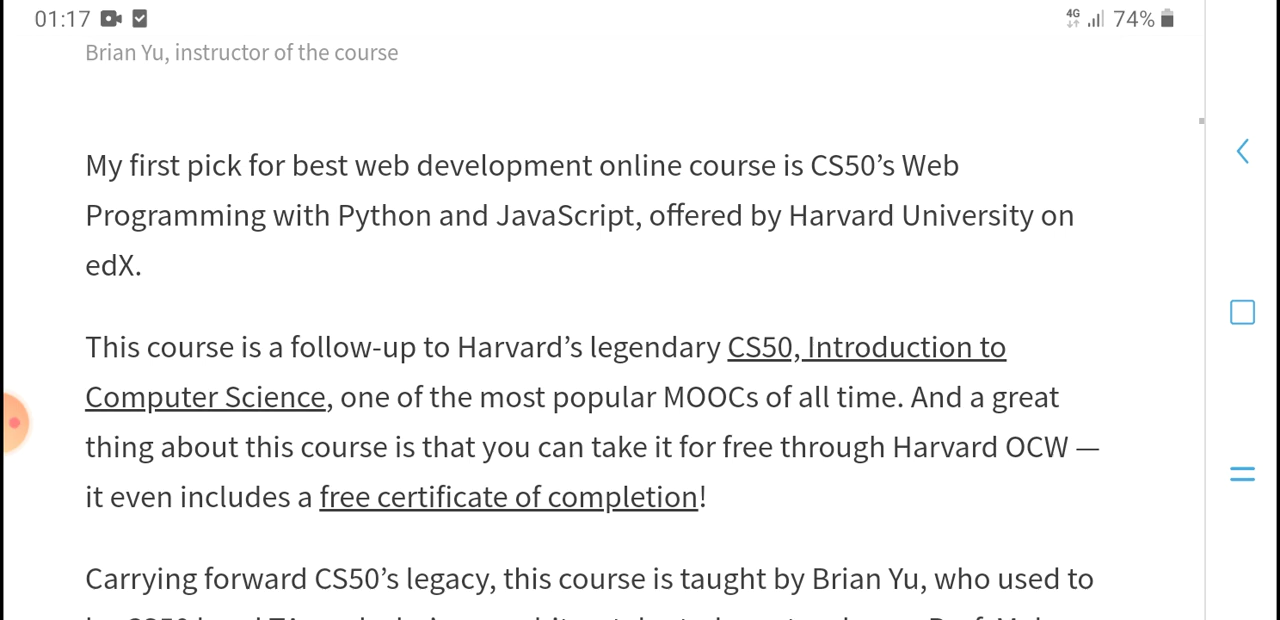 01:17
4G 74%
Brian Yu, instructor of the course
My first pick for best web development online course is CS50’s Web
Programming with Python and JavaScript, offered by Harvard University on
edX.
This course is a follow-up to Harvard’s legendary CS50, Introduction to
Computer Science, one of the most popular MOOCs of all time. And a great
thing about this course is that you can take it for free through Harvard OCW —
it even includes a free certificate of completion!
Carrying forward CS50’s legacy, this course is taught by Brian Yu, who used to